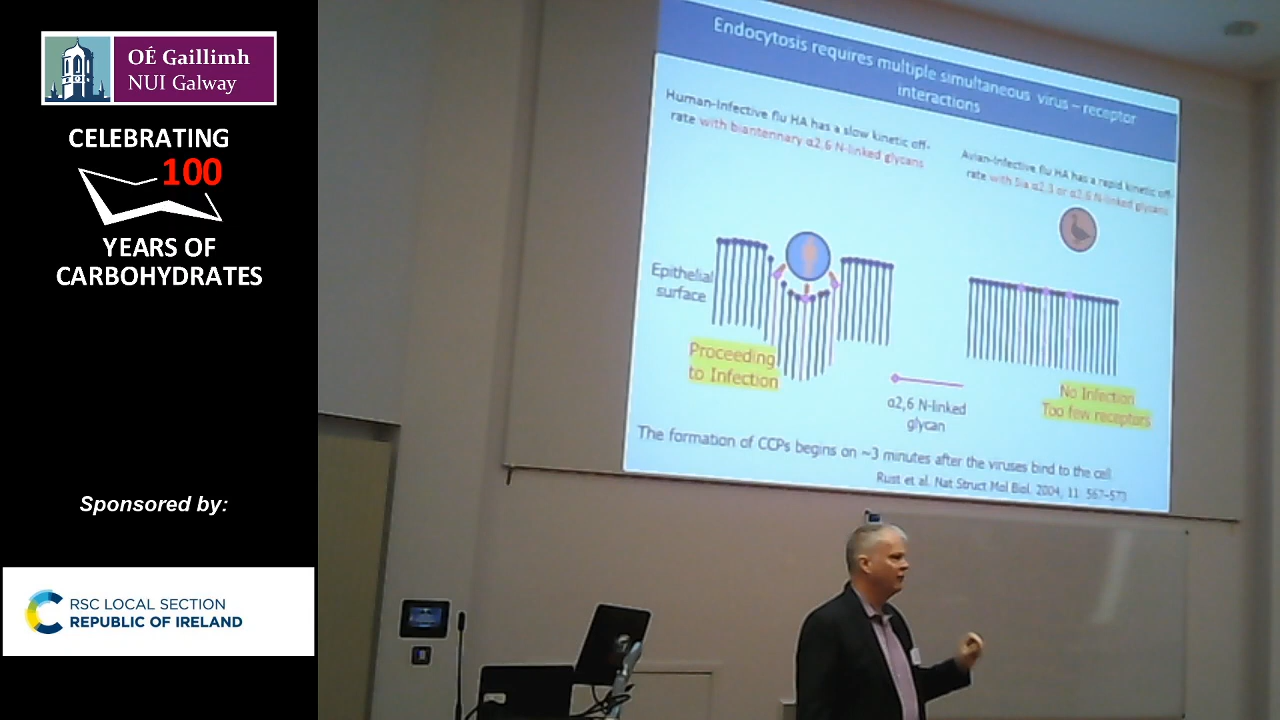 OÉ Gaillimh
NUI Galway
CELEBRATING
100
YEARS OF
CARBOHYDRATES
Sponsored by:
RSC LOCAL SECTION
REPUBLIC OF IRELAND
Endocytosis requires multiple simultaneous virus – receptor
interactions
Human-infective flu HA has a slow kinetic off-
rate with biantennary α2,6 N-linked glycans
Avian-infective flu HA has a rapid kinetic off-
rate with Sia α2,3 or α2,6 N-linked glycans
Epithelial
surface
Proceeding
to Infection
α2,6 N-linked
glycan
No Infection
Too few receptors
The formation of CCPs begins on ~3 minutes after the viruses bind to the cell
Rust et al. Nat Struct Mol Biol. 2004, 11 567–573